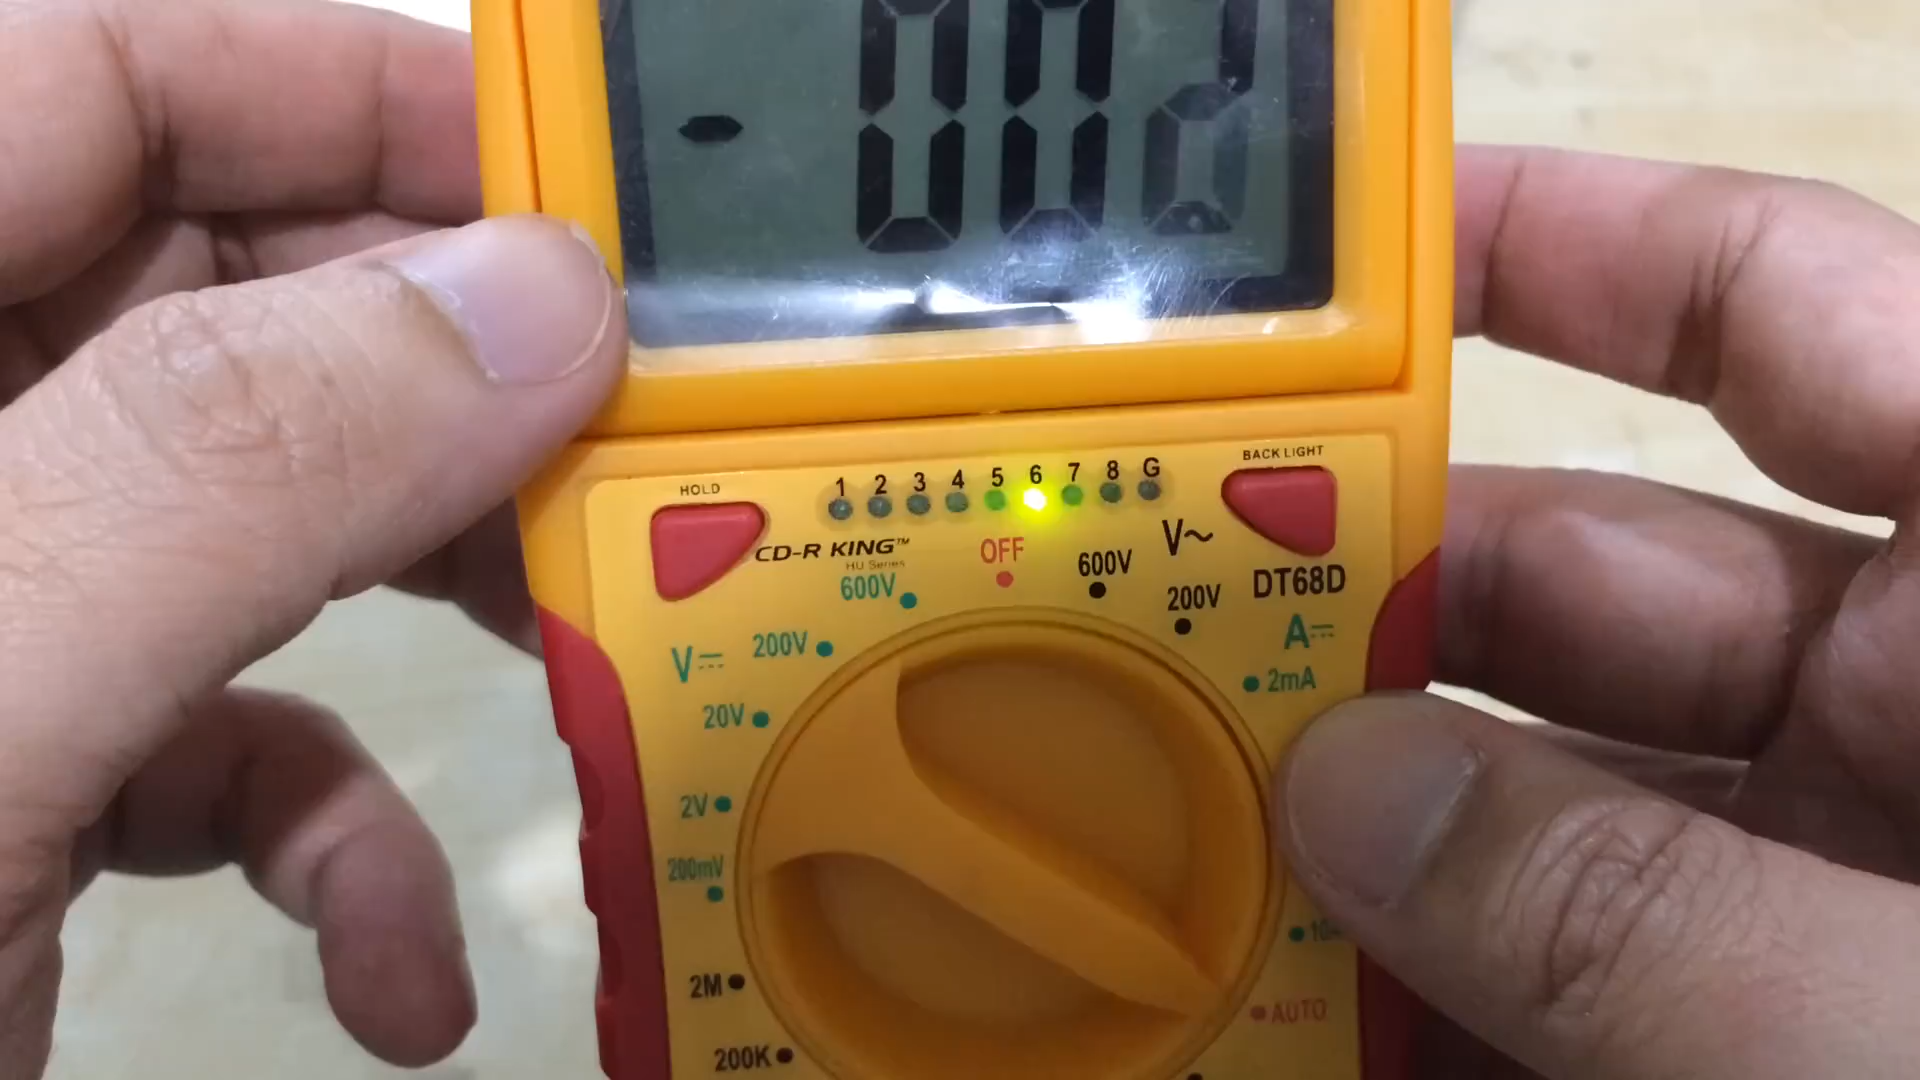 HOLD
1 2 3 4 5 6 7 8 G
BACK LIGHT
CD-R KING™
HU Series
OFF
600V
600V
V~
200V
DT68D
V⎓
200V
A⎓
2mA
20V
2V
200mV
2M
AUTO
200K